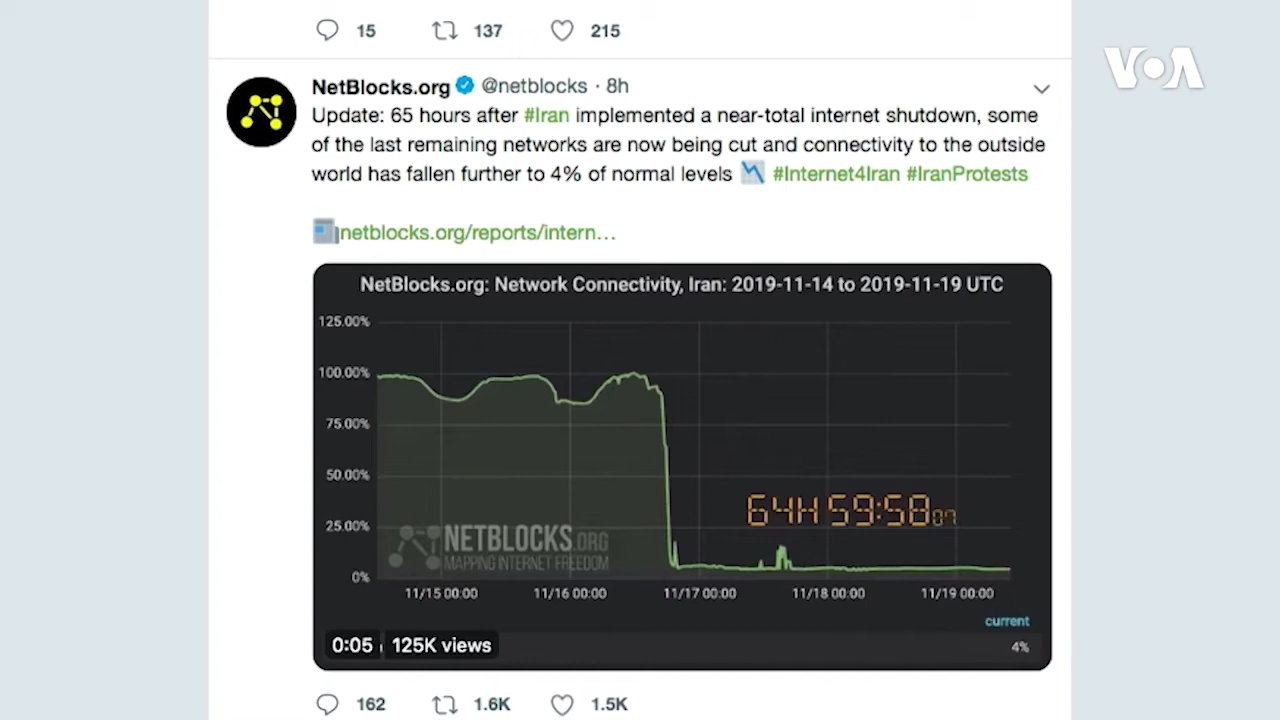 15 137 215
VOA
NetBlocks.org @netblocks · 8h
Update: 65 hours after #Iran implemented a near-total internet shutdown, some
of the last remaining networks are now being cut and connectivity to the outside
world has fallen further to 4% of normal levels #Internet4Iran #IranProtests
netblocks.org/reports/intern…
NetBlocks.org: Network Connectivity, Iran: 2019-11-14 to 2019-11-19 UTC
125.00%
100.00%
75.00%
50.00%
64H 59:58
25.00%
NETBLOCKS.ORG
MAPPING INTERNET FREEDOM
0%
11/15 00:00 11/16 00:00 11/17 00:00 11/18 00:00 11/19 00:00
current
0:05 125K views 4%
162 1.6K 1.5K